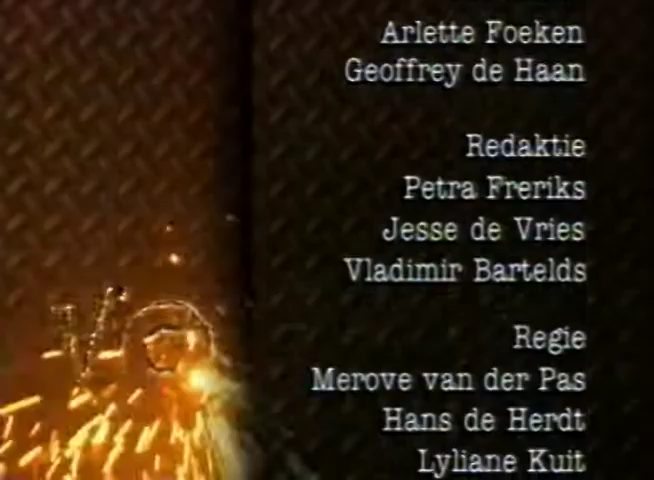 Arlette Foeken
Geoffrey de Haan
Redaktie
Petra Freriks
Jesse de Vries
Vladimir Bartelds
Regie
Merove van der Pas
Hans de Herdt
Lyliane Kuit